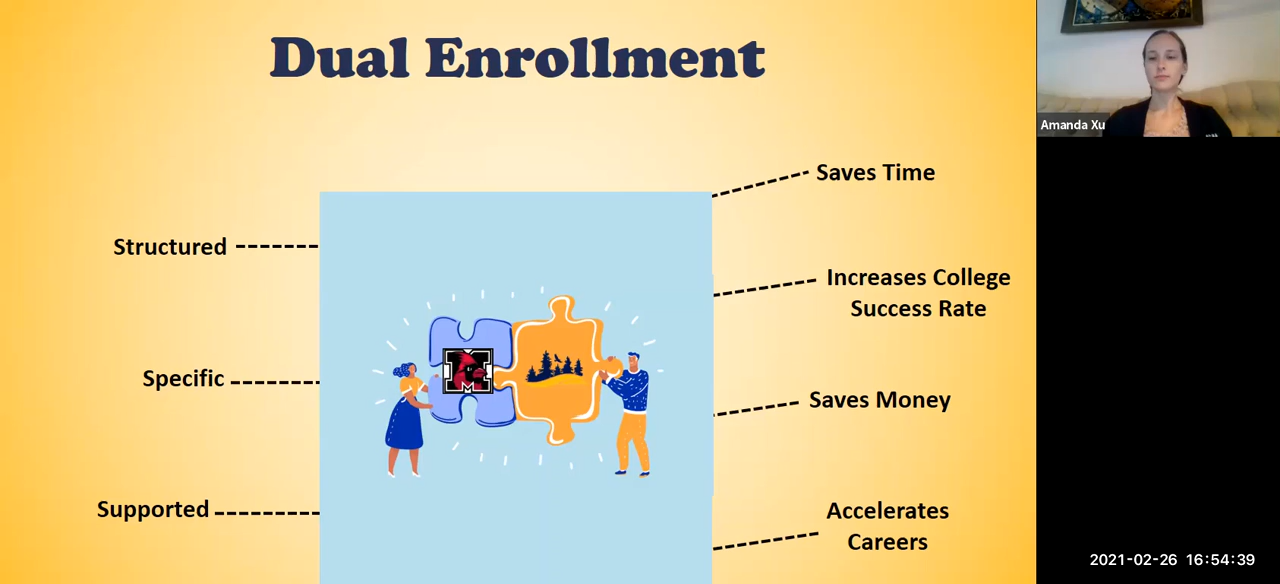 Dual Enrollment
Saves Time
Structured
Increases College
Success Rate
Specific
Saves Money
Supported
Accelerates
Careers
M
Amanda Xu
2021-02-26 16:54:39